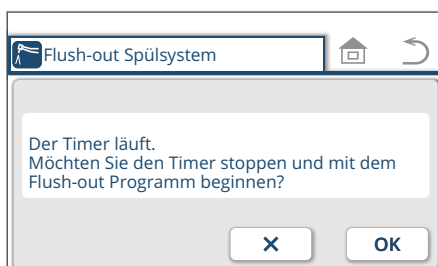 Flush-out Spülsystem
Der Timer läuft.
Möchten Sie den Timer stoppen und mit dem
Flush-out Programm beginnen?
OK